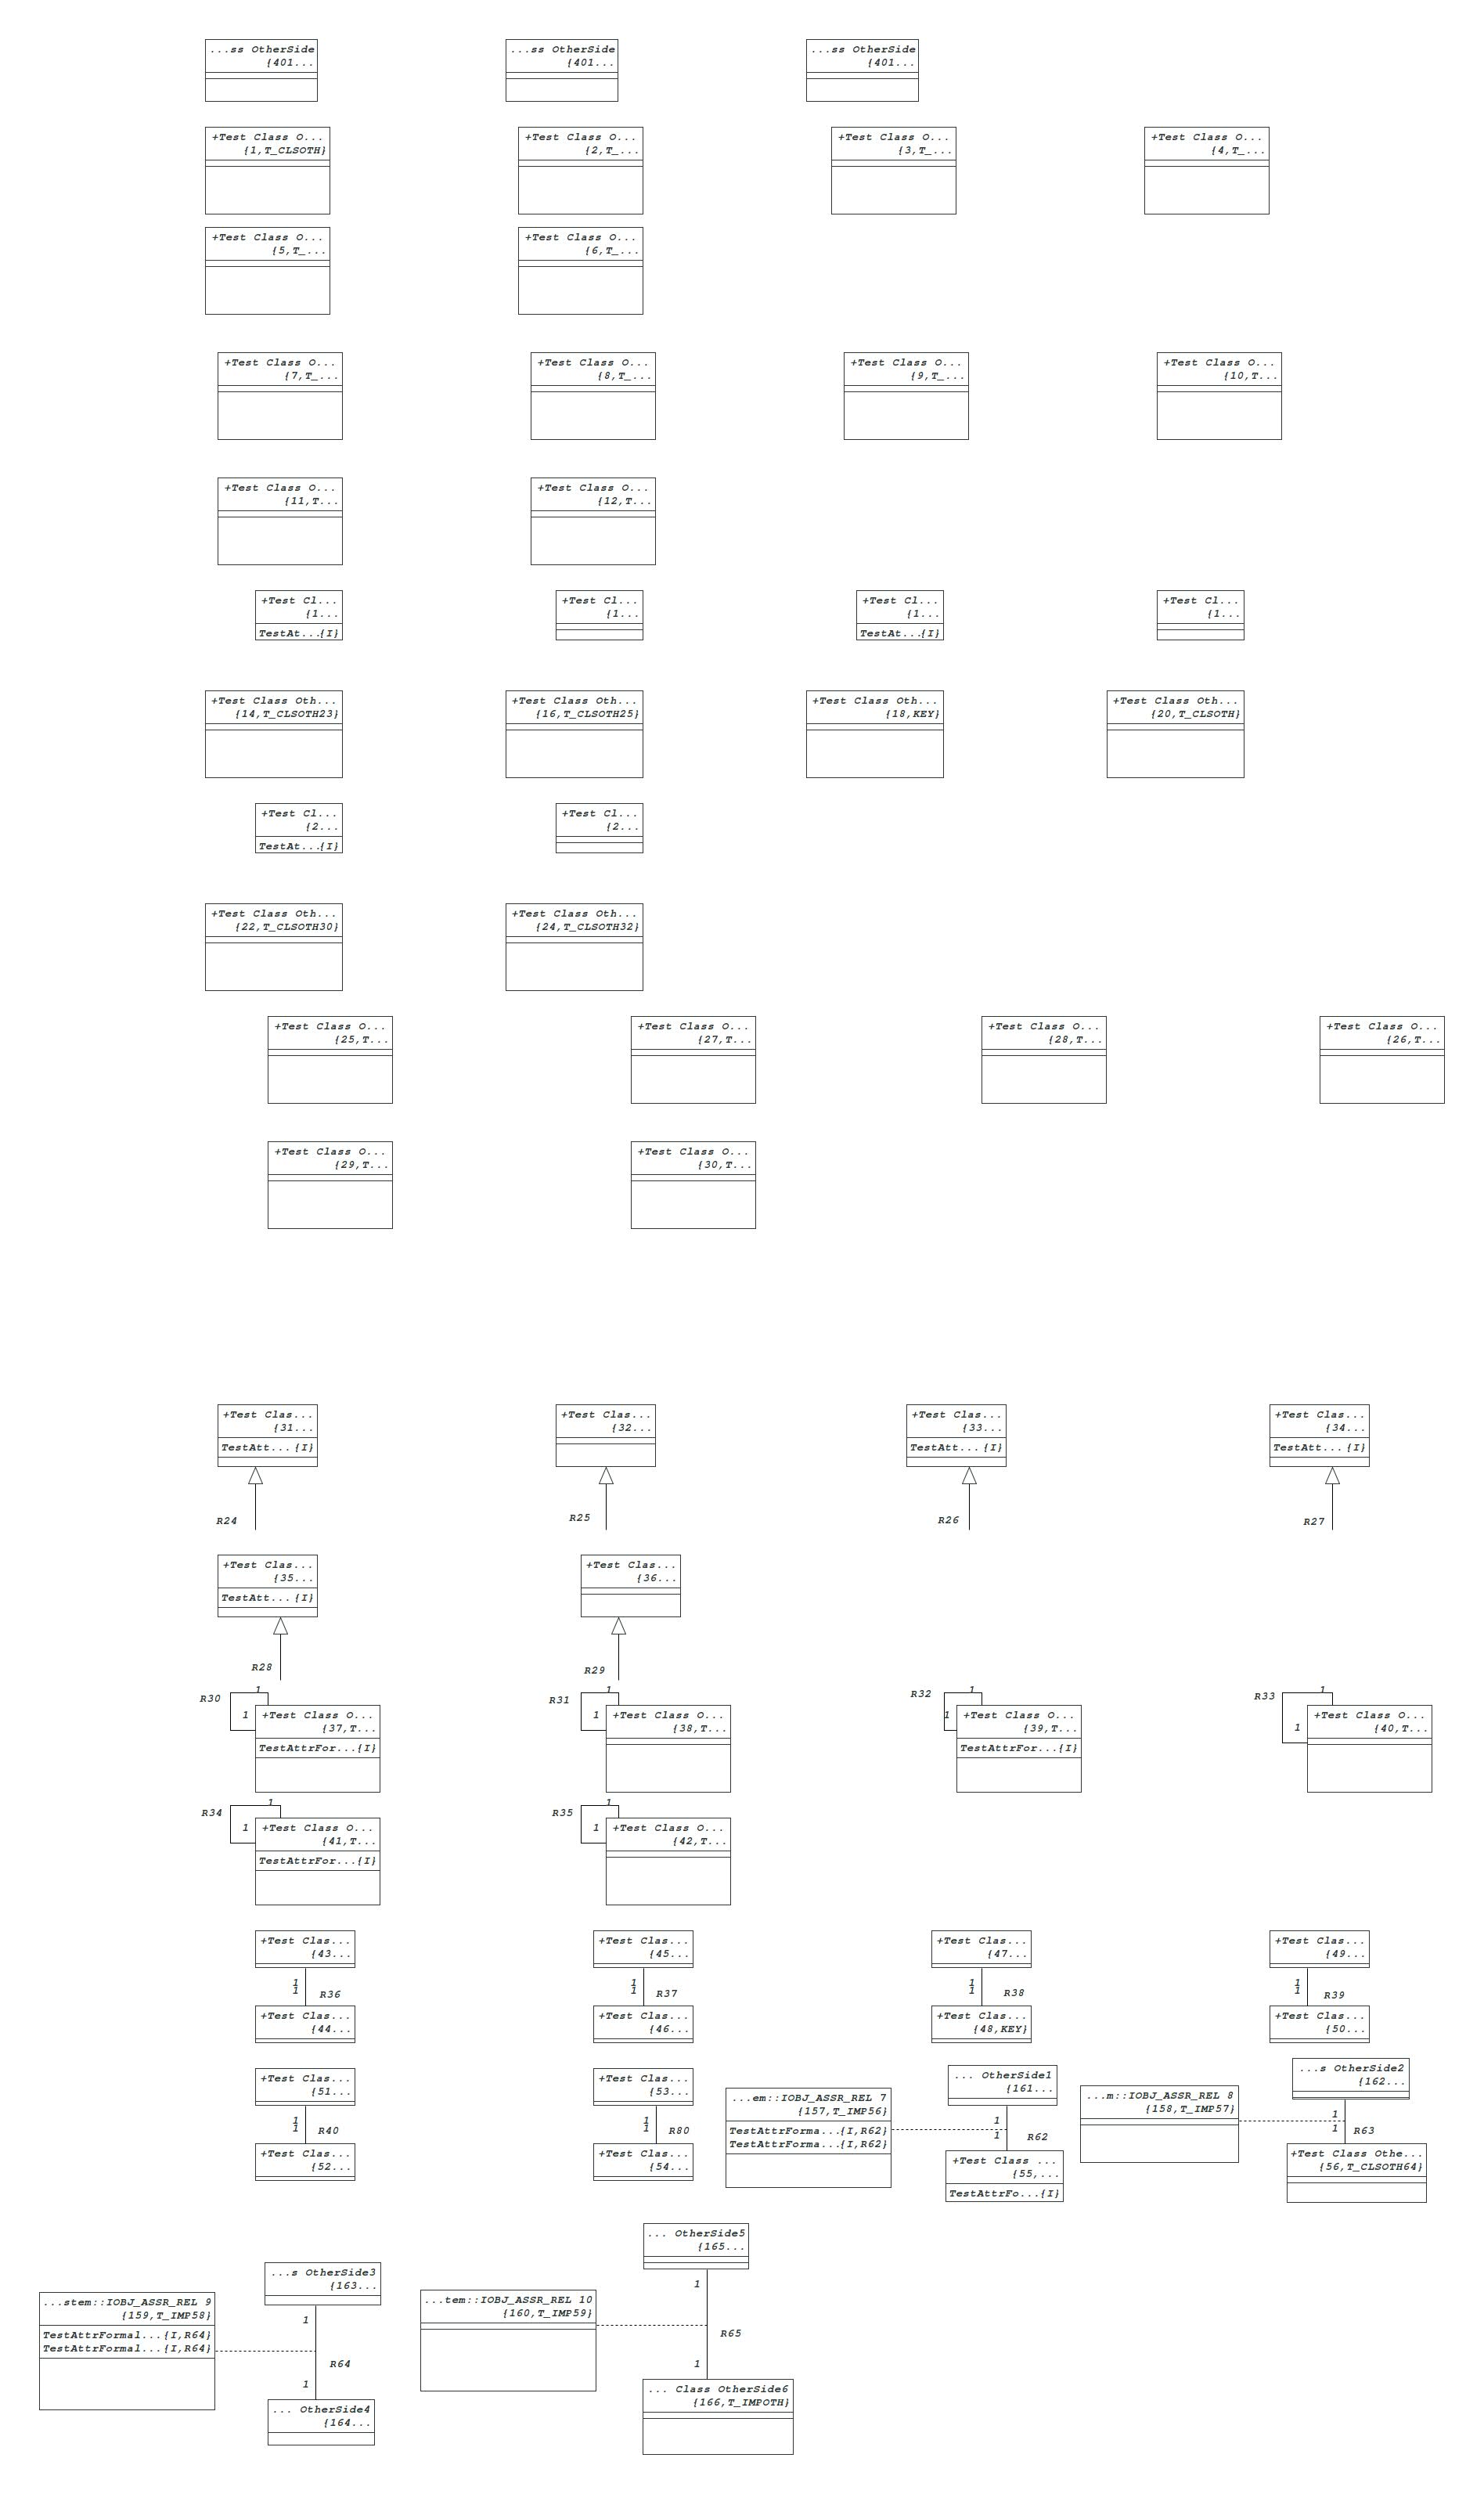 ...ss OtherSide
{401...
...ss OtherSide
{401...
...ss OtherSide
{401...
+Test Class O...
{1,T_CLSOTH}
+Test Class O...
{2,T_...
+Test Class O...
{3,T_...
+Test Class O...
{4,T_...
+Test Class O...
{5,T_...
+Test Class O...
{6,T_...
+Test Class O...
{7,T_...
+Test Class O...
{8,T_...
+Test Class O...
{9,T_...
+Test Class O...
{10,T...
+Test Class O...
{11,T...
+Test Class O...
{12,T...
+Test Cl...
{1...
TestAt...{I}
+Test Cl...
{1...
+Test Cl...
{1...
TestAt...{I}
+Test Cl...
{1...
+Test Class Oth...
{14,T_CLSOTH23}
+Test Class Oth...
{16,T_CLSOTH25}
+Test Class Oth...
{18,KEY}
+Test Class Oth...
{20,T_CLSOTH}
+Test Cl...
{2...
TestAt...{I}
+Test Cl...
{2...
+Test Class Oth...
{22,T_CLSOTH30}
+Test Class Oth...
{24,T_CLSOTH32}
+Test Class O...
{25,T...
+Test Class O...
{27,T...
+Test Class O...
{28,T...
+Test Class O...
{26,T...
+Test Class O...
{29,T...
+Test Class O...
{30,T...
+Test Clas...
{31...
TestAtt... {I}
+Test Clas...
{32...
+Test Clas...
{33...
TestAtt... {I}
+Test Clas...
{34...
TestAtt... {I}
R24
R25
R26
R27
+Test Clas...
{35...
TestAtt... {I}
+Test Clas...
{36...
R28
R29
R30
1
1
+Test Class O...
{37,T...
TestAttrFor...{I}
R31
1
1
+Test Class O...
{38,T...
R32
1
1
+Test Class O...
{39,T...
TestAttrFor...{I}
R33
1
1
+Test Class O...
{40,T...
R34
1
1
+Test Class O...
{41,T...
TestAttrFor...{I}
R35
1
1
+Test Class O...
{42,T...
+Test Clas...
{43...
1
1
R36
+Test Clas...
{44...
+Test Clas...
{45...
1
1
R37
+Test Clas...
{46...
+Test Clas...
{47...
1
1
R38
+Test Clas...
{48,KEY}
+Test Clas...
{49...
1
1
R39
+Test Clas...
{50...
+Test Clas...
{51...
1
1
R40
+Test Clas...
{52...
+Test Clas...
{53...
1
1
R80
+Test Clas...
{54...
...em::IOBJ_ASSR_REL 7
{157,T_IMP56}
TestAttrForma...{I,R62}
TestAttrForma...{I,R62}
... OtherSide1
{161...
1
1
R62
+Test Class ...
{55,...
TestAttrFo...{I}
...m::IOBJ_ASSR_REL 8
{158,T_IMP57}
...s OtherSide2
{162...
1
1
R63
+Test Class Othe...
{56,T_CLSOTH64}
...stem::IOBJ_ASSR_REL 9
{159,T_IMP58}
TestAttrFormal...{I,R64}
TestAttrFormal...{I,R64}
...s OtherSide3
{163...
1
R64
1
... OtherSide4
{164...
...tem::IOBJ_ASSR_REL 10
{160,T_IMP59}
... OtherSide5
{165...
1
R65
1
... Class OtherSide6
{166,T_IMPOTH}